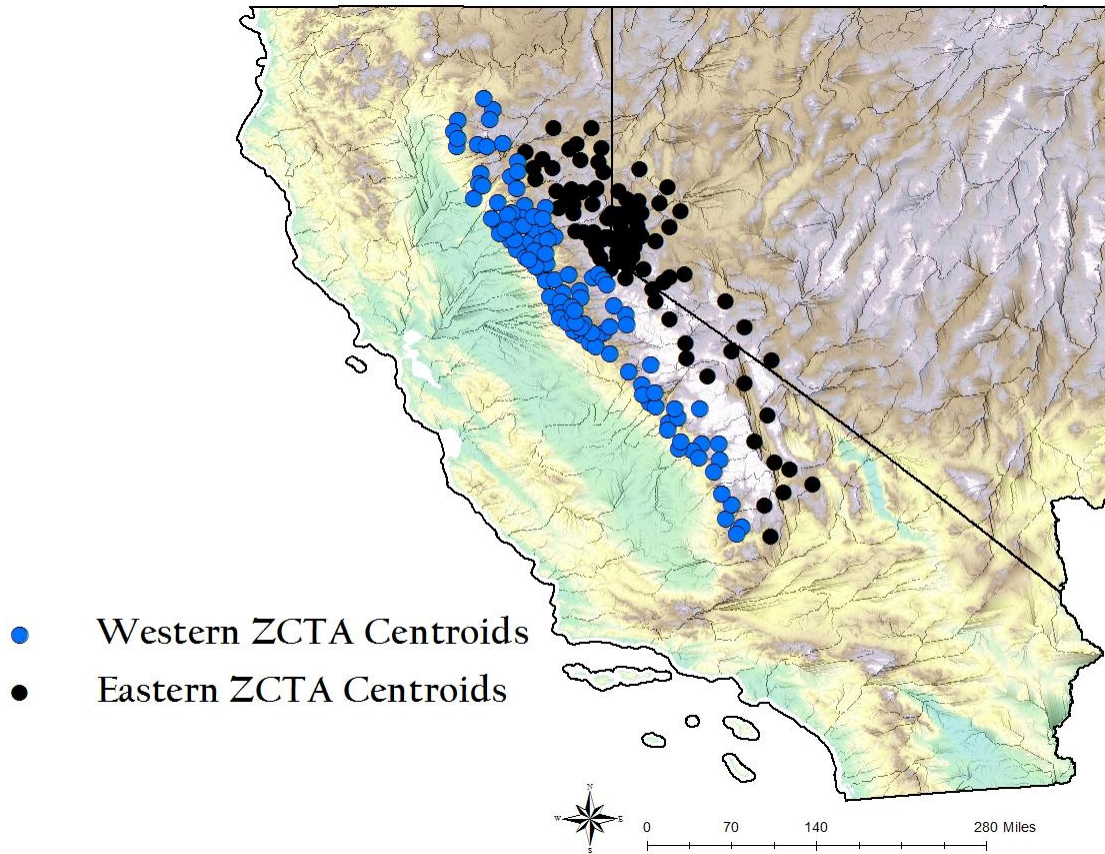 Western ZCTA Centroids
Eastern ZCTA Centroids
N
W E
S
0 70 140 280 Miles